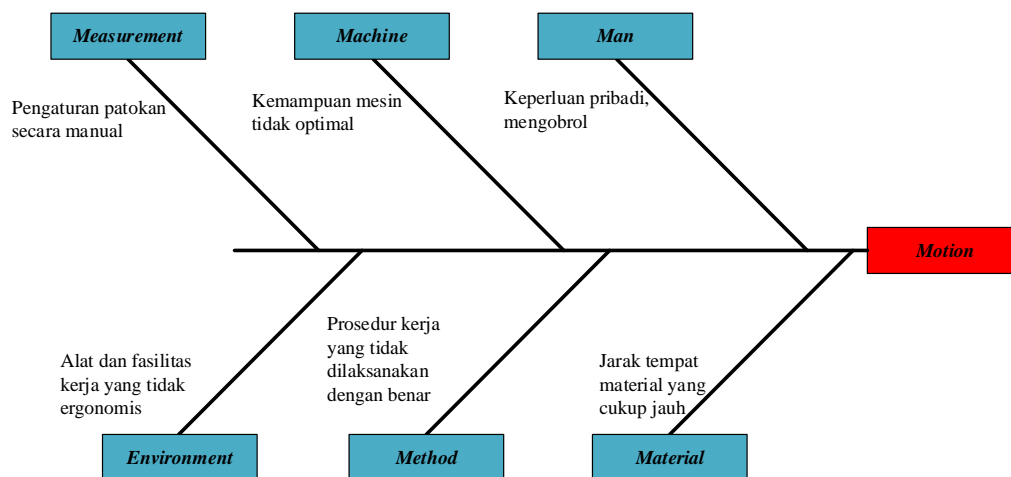 Measurement
Machine
Man
Pengaturan patokan
secara manual
Kemampuan mesin
tidak optimal
Keperluan pribadi,
mengobrol
Motion
Alat dan fasilitas
kerja yang tidak
ergonomis
Prosedur kerja
yang tidak
dilaksanakan
dengan benar
Jarak tempat
material yang
cukup jauh
Environment
Method
Material